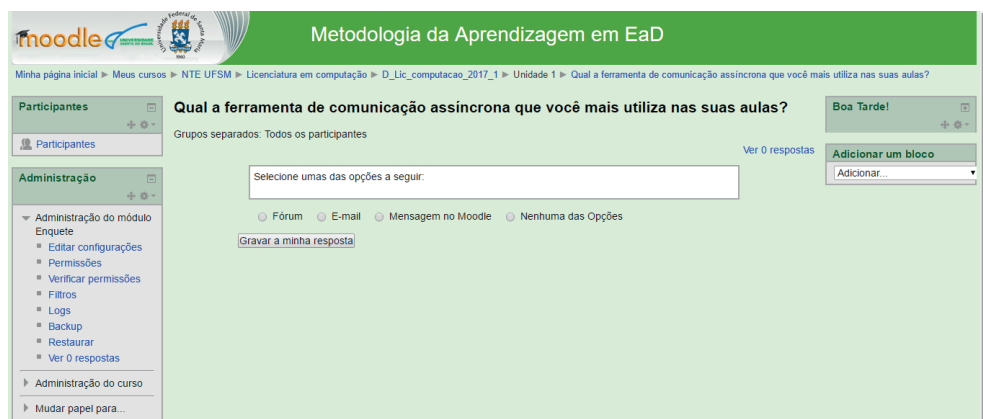 moodle
Metodologia da Aprendizagem em EaD
Minha página inicial ► Meus cursos ► NTE UFSM ► Licenciatura em computação ► D_Lic_computacao_2017_1 ► Unidade 1 ► Qual a ferramenta de comunicação assíncrona que você mais utiliza nas suas aulas?
Participantes
Participantes
Administração
Administração do módulo
Enquete
Editar configurações
Permissões
Verificar permissões
Filtros
Logs
Backup
Restaurar
Ver 0 respostas
Administração do curso
Mudar papel para...
Qual a ferramenta de comunicação assíncrona que você mais utiliza nas suas aulas?
Grupos separados: Todos os participantes
Ver 0 respostas
Selecione umas das opções a seguir:
Fórum E-mail Mensagem no Moodle Nenhuma das Opções
Gravar a minha resposta
Boa Tarde!
Adicionar um bloco
Adicionar...